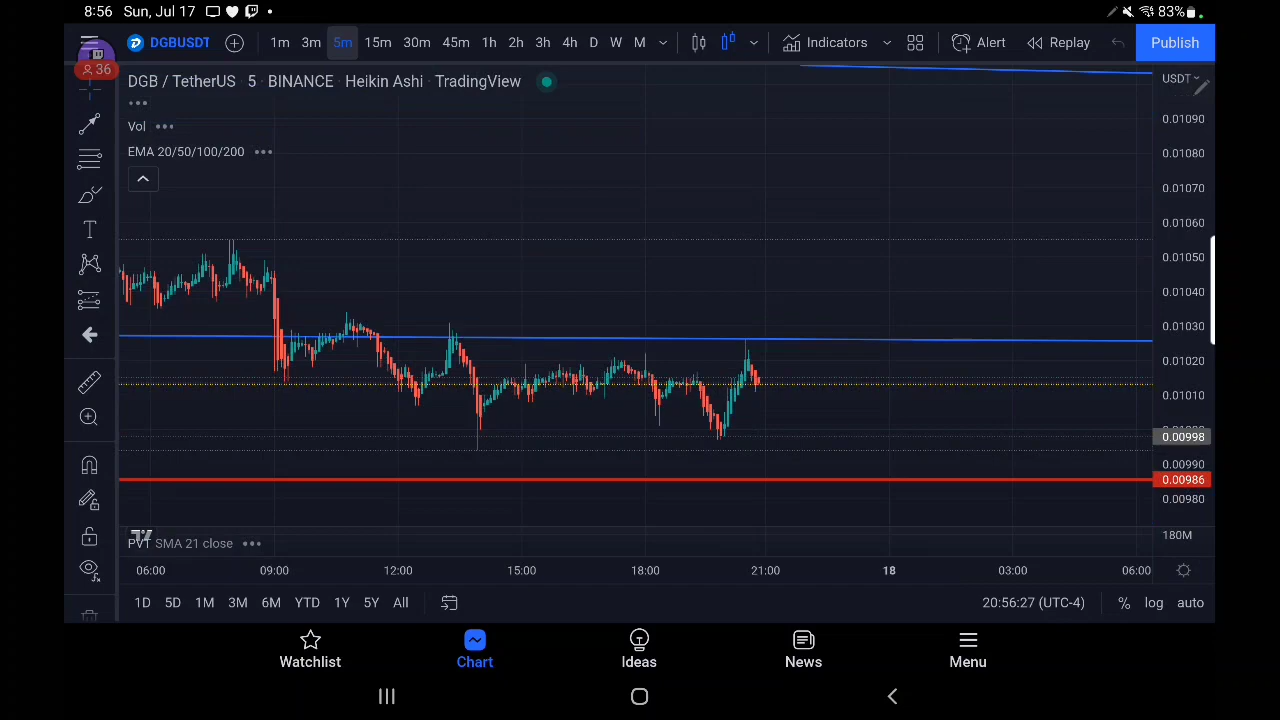 8:56 Sun, Jul 17 83%
36
DGBUSDT 1m 3m 5m 15m 30m 45m 1h 2h 3h 4h D W M Indicators Alert Replay Publish
DGB / TetherUS 5 · BINANCE · Heikin Ashi · TradingView
USDT
Vol
EMA 20/50/100/200
0.01090
0.01080
0.01070
0.01060
0.01050
0.01040
0.01030
0.01020
0.01010
0.00998
0.00990
0.00986
0.00980
180M
PVT SMA 21 close
06:00 09:00 12:00 15:00 18:00 21:00 18 03:00 06:00
1D 5D 1M 3M 6M YTD 1Y 5Y All 20:56:27 (UTC-4) % log auto
Watchlist Chart Ideas News Menu